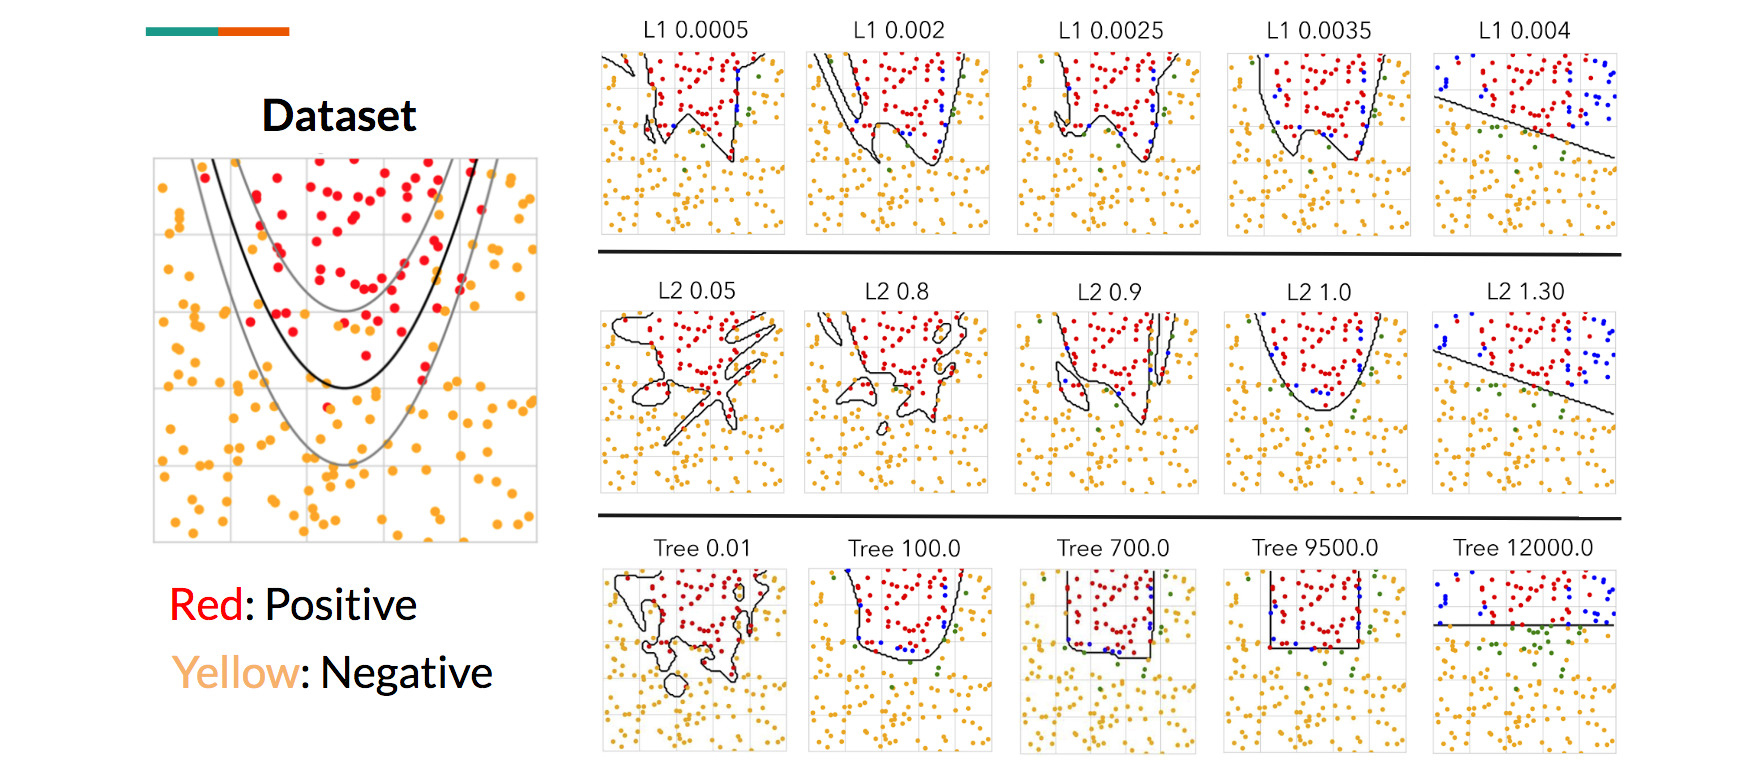 Dataset
Red: Positive
Yellow: Negative
L1 0.0005
L1 0.002
L1 0.0025
L1 0.0035
L1 0.004
L2 0.05
L2 0.8
L2 0.9
L2 1.0
L2 1.30
Tree 0.01
Tree 100.0
Tree 700.0
Tree 9500.0
Tree 12000.0